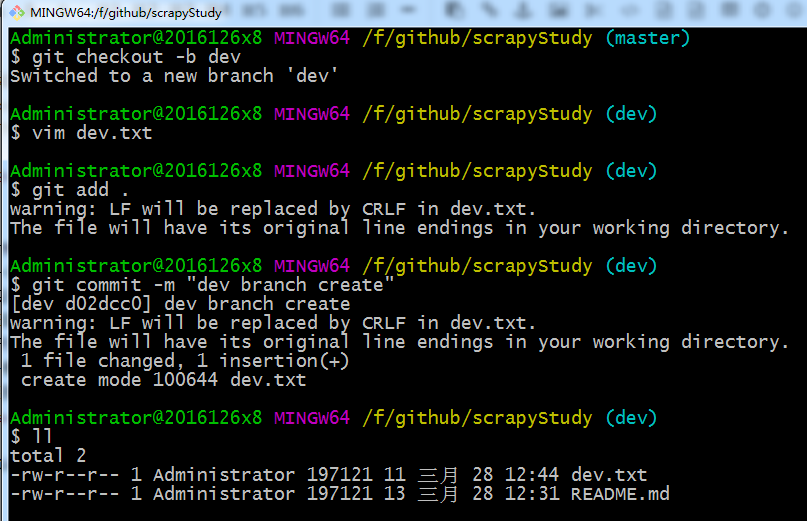 MINGW64:/f/github/scrapyStudy
Administrator@2016126x8 MINGW64 /f/github/scrapyStudy (master)
$ git checkout -b dev
Switched to a new branch 'dev'
Administrator@2016126x8 MINGW64 /f/github/scrapyStudy (dev)
$ vim dev.txt
Administrator@2016126x8 MINGW64 /f/github/scrapyStudy (dev)
$ git add .
warning: LF will be replaced by CRLF in dev.txt.
The file will have its original line endings in your working directory.
Administrator@2016126x8 MINGW64 /f/github/scrapyStudy (dev)
$ git commit -m "dev branch create"
[dev d02dcc0] dev branch create
warning: LF will be replaced by CRLF in dev.txt.
The file will have its original line endings in your working directory.
 1 file changed, 1 insertion(+)
 create mode 100644 dev.txt
Administrator@2016126x8 MINGW64 /f/github/scrapyStudy (dev)
$ ll
total 2
-rw-r--r-- 1 Administrator 197121 11 三月 28 12:44 dev.txt
-rw-r--r-- 1 Administrator 197121 13 三月 28 12:31 README.md